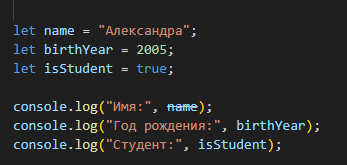 let name = "Александра";
let birthYear = 2005;
let isStudent = true;
console.log("Имя:", name);
console.log("Год рождения:", birthYear);
console.log("Студент:", isStudent);